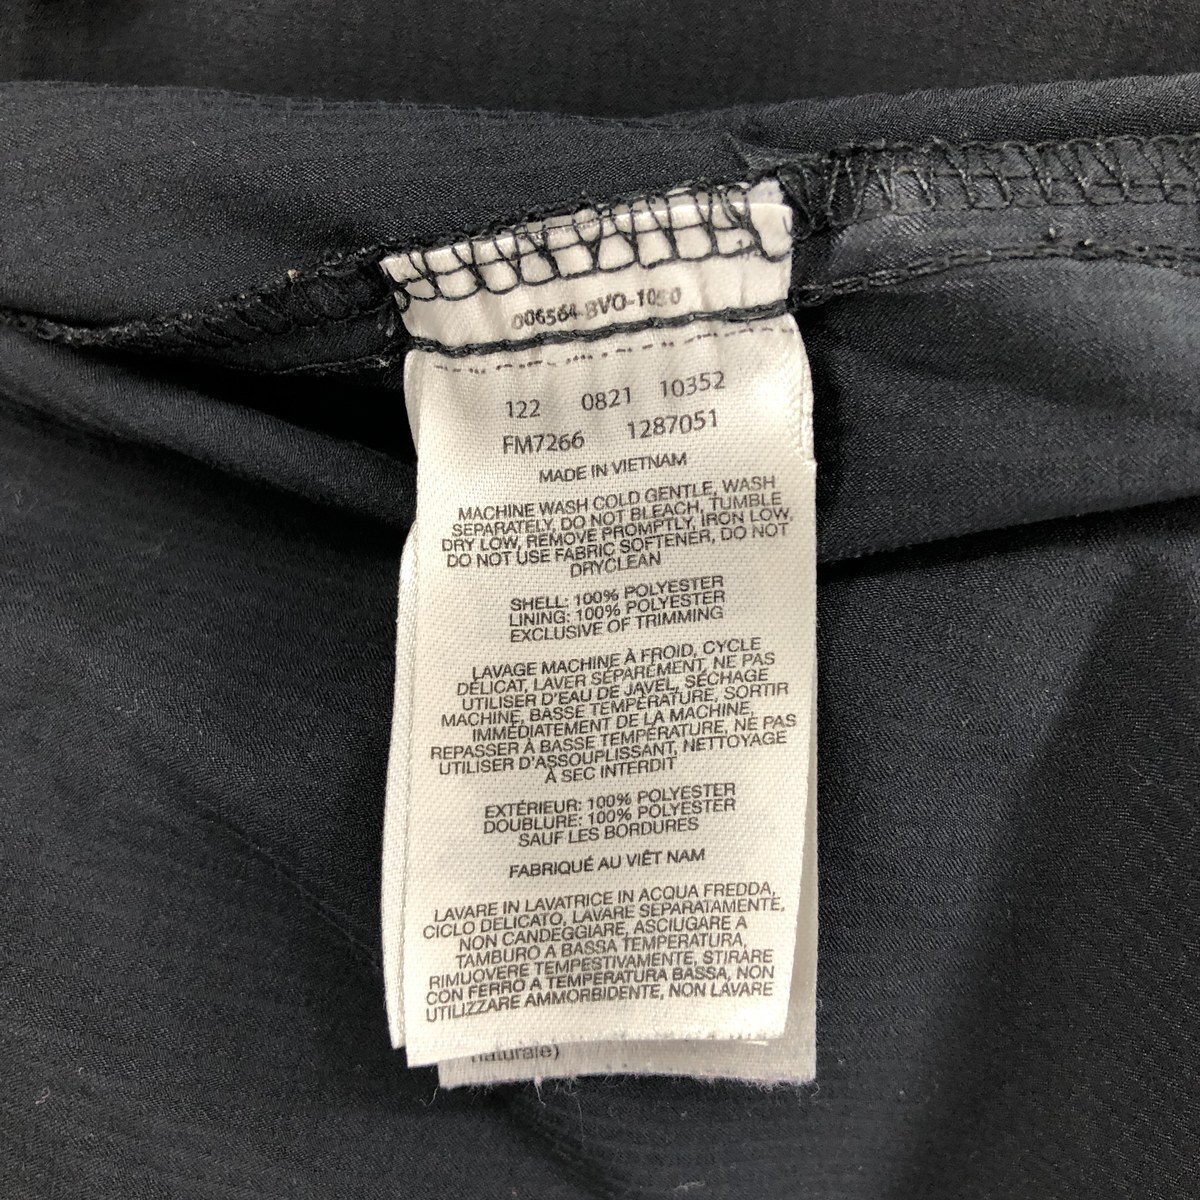 006564-BVO-1050
122 0821 10352
FM7266 1287051
MADE IN VIETNAM
MACHINE WASH COLD GENTLE, WASH
SEPARATELY, DO NOT BLEACH, TUMBLE
DRY LOW, REMOVE PROMPTLY, IRON LOW,
DO NOT USE FABRIC SOFTENER, DO NOT
DRYCLEAN
SHELL: 100% POLYESTER
LINING: 100% POLYESTER
EXCLUSIVE OF TRIMMING
LAVAGE MACHINE À FROID, CYCLE
DÉLICAT, LAVER SÉPARÉMENT, NE PAS
UTILISER D'EAU DE JAVEL, SÉCHAGE
MACHINE, BASSE TEMPÉRATURE, SORTIR
IMMÉDIATEMENT DE LA MACHINE,
REPASSER À BASSE TEMPÉRATURE, NE PAS
UTILISER D'ASSOUPLISSANT, NETTOYAGE
À SEC INTERDIT
EXTÉRIEUR: 100% POLYESTER
DOUBLURE: 100% POLYESTER
SAUF LES BORDURES
FABRIQUÉ AU VIÊT NAM
LAVARE IN LAVATRICE IN ACQUA FREDDA,
CICLO DELICATO, LAVARE SEPARATAMENTE,
NON CANDEGGIARE, ASCIUGARE A
TAMBURO A BASSA TEMPERATURA,
RIMUOVERE TEMPESTIVAMENTE, STIRARE
CON FERRO A TEMPERATURA BASSA, NON
UTILIZZARE AMMORBIDENTE, NON LAVARE
naturale)